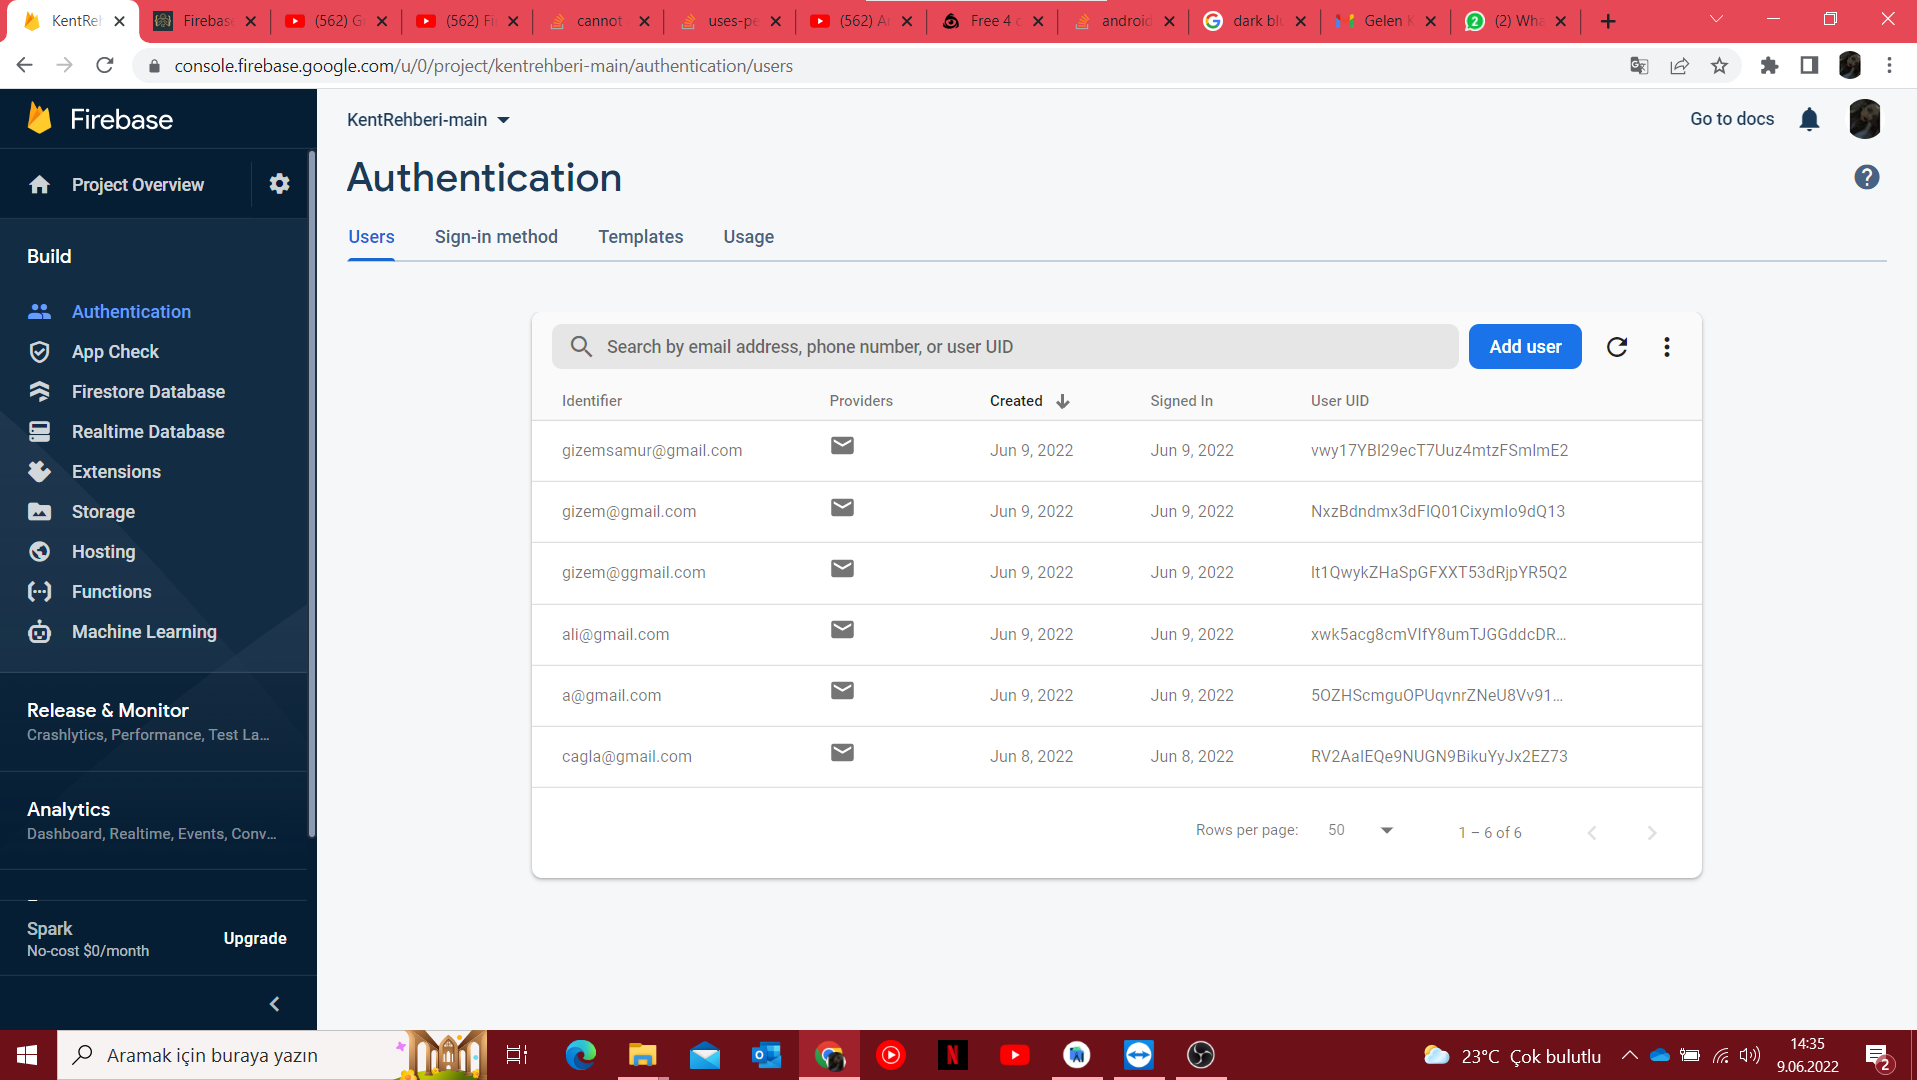 KentReh
Firebase
(562) G
(562) Fi
cannot
uses-pe
(562) A
Free 4 c
android
dark bl
Gelen K
(2) Wha
console.firebase.google.com/u/0/project/kentrehberi-main/authentication/users
Firebase
KentRehberi-main
Go to docs
Project Overview
Authentication
Users
Sign-in method
Templates
Usage
Build
Authentication
App Check
Firestore Database
Realtime Database
Extensions
Storage
Hosting
Functions
Machine Learning
Release & Monitor
Crashlytics, Performance, Test La...
Analytics
Dashboard, Realtime, Events, Conv...
Spark
No-cost $0/month
Upgrade
Search by email address, phone number, or user UID
Add user
Identifier Providers Created Signed In User UID
gizemsamur@gmail.com Jun 9, 2022 Jun 9, 2022 vwy17YBI29ecT7Uuz4mtzFSmlmE2
gizem@gmail.com Jun 9, 2022 Jun 9, 2022 NxzBdndmx3dFIQ01CixymIo9dQ13
gizem@ggmail.com Jun 9, 2022 Jun 9, 2022 lt1QwykZHaSpGFXXT53dRjpYR5Q2
ali@gmail.com Jun 9, 2022 Jun 9, 2022 xwk5acg8cmVIfY8umTJGGddcDR...
a@gmail.com Jun 9, 2022 Jun 9, 2022 5OZHScmguOPUqvnrZNeU8Vv91...
cagla@gmail.com Jun 8, 2022 Jun 8, 2022 RV2AaIEQe9NUGN9BikuYyJx2EZ73
Rows per page: 50 1 – 6 of 6
Aramak için buraya yazın
23°C Çok bulutlu
14:35
9.06.2022
2